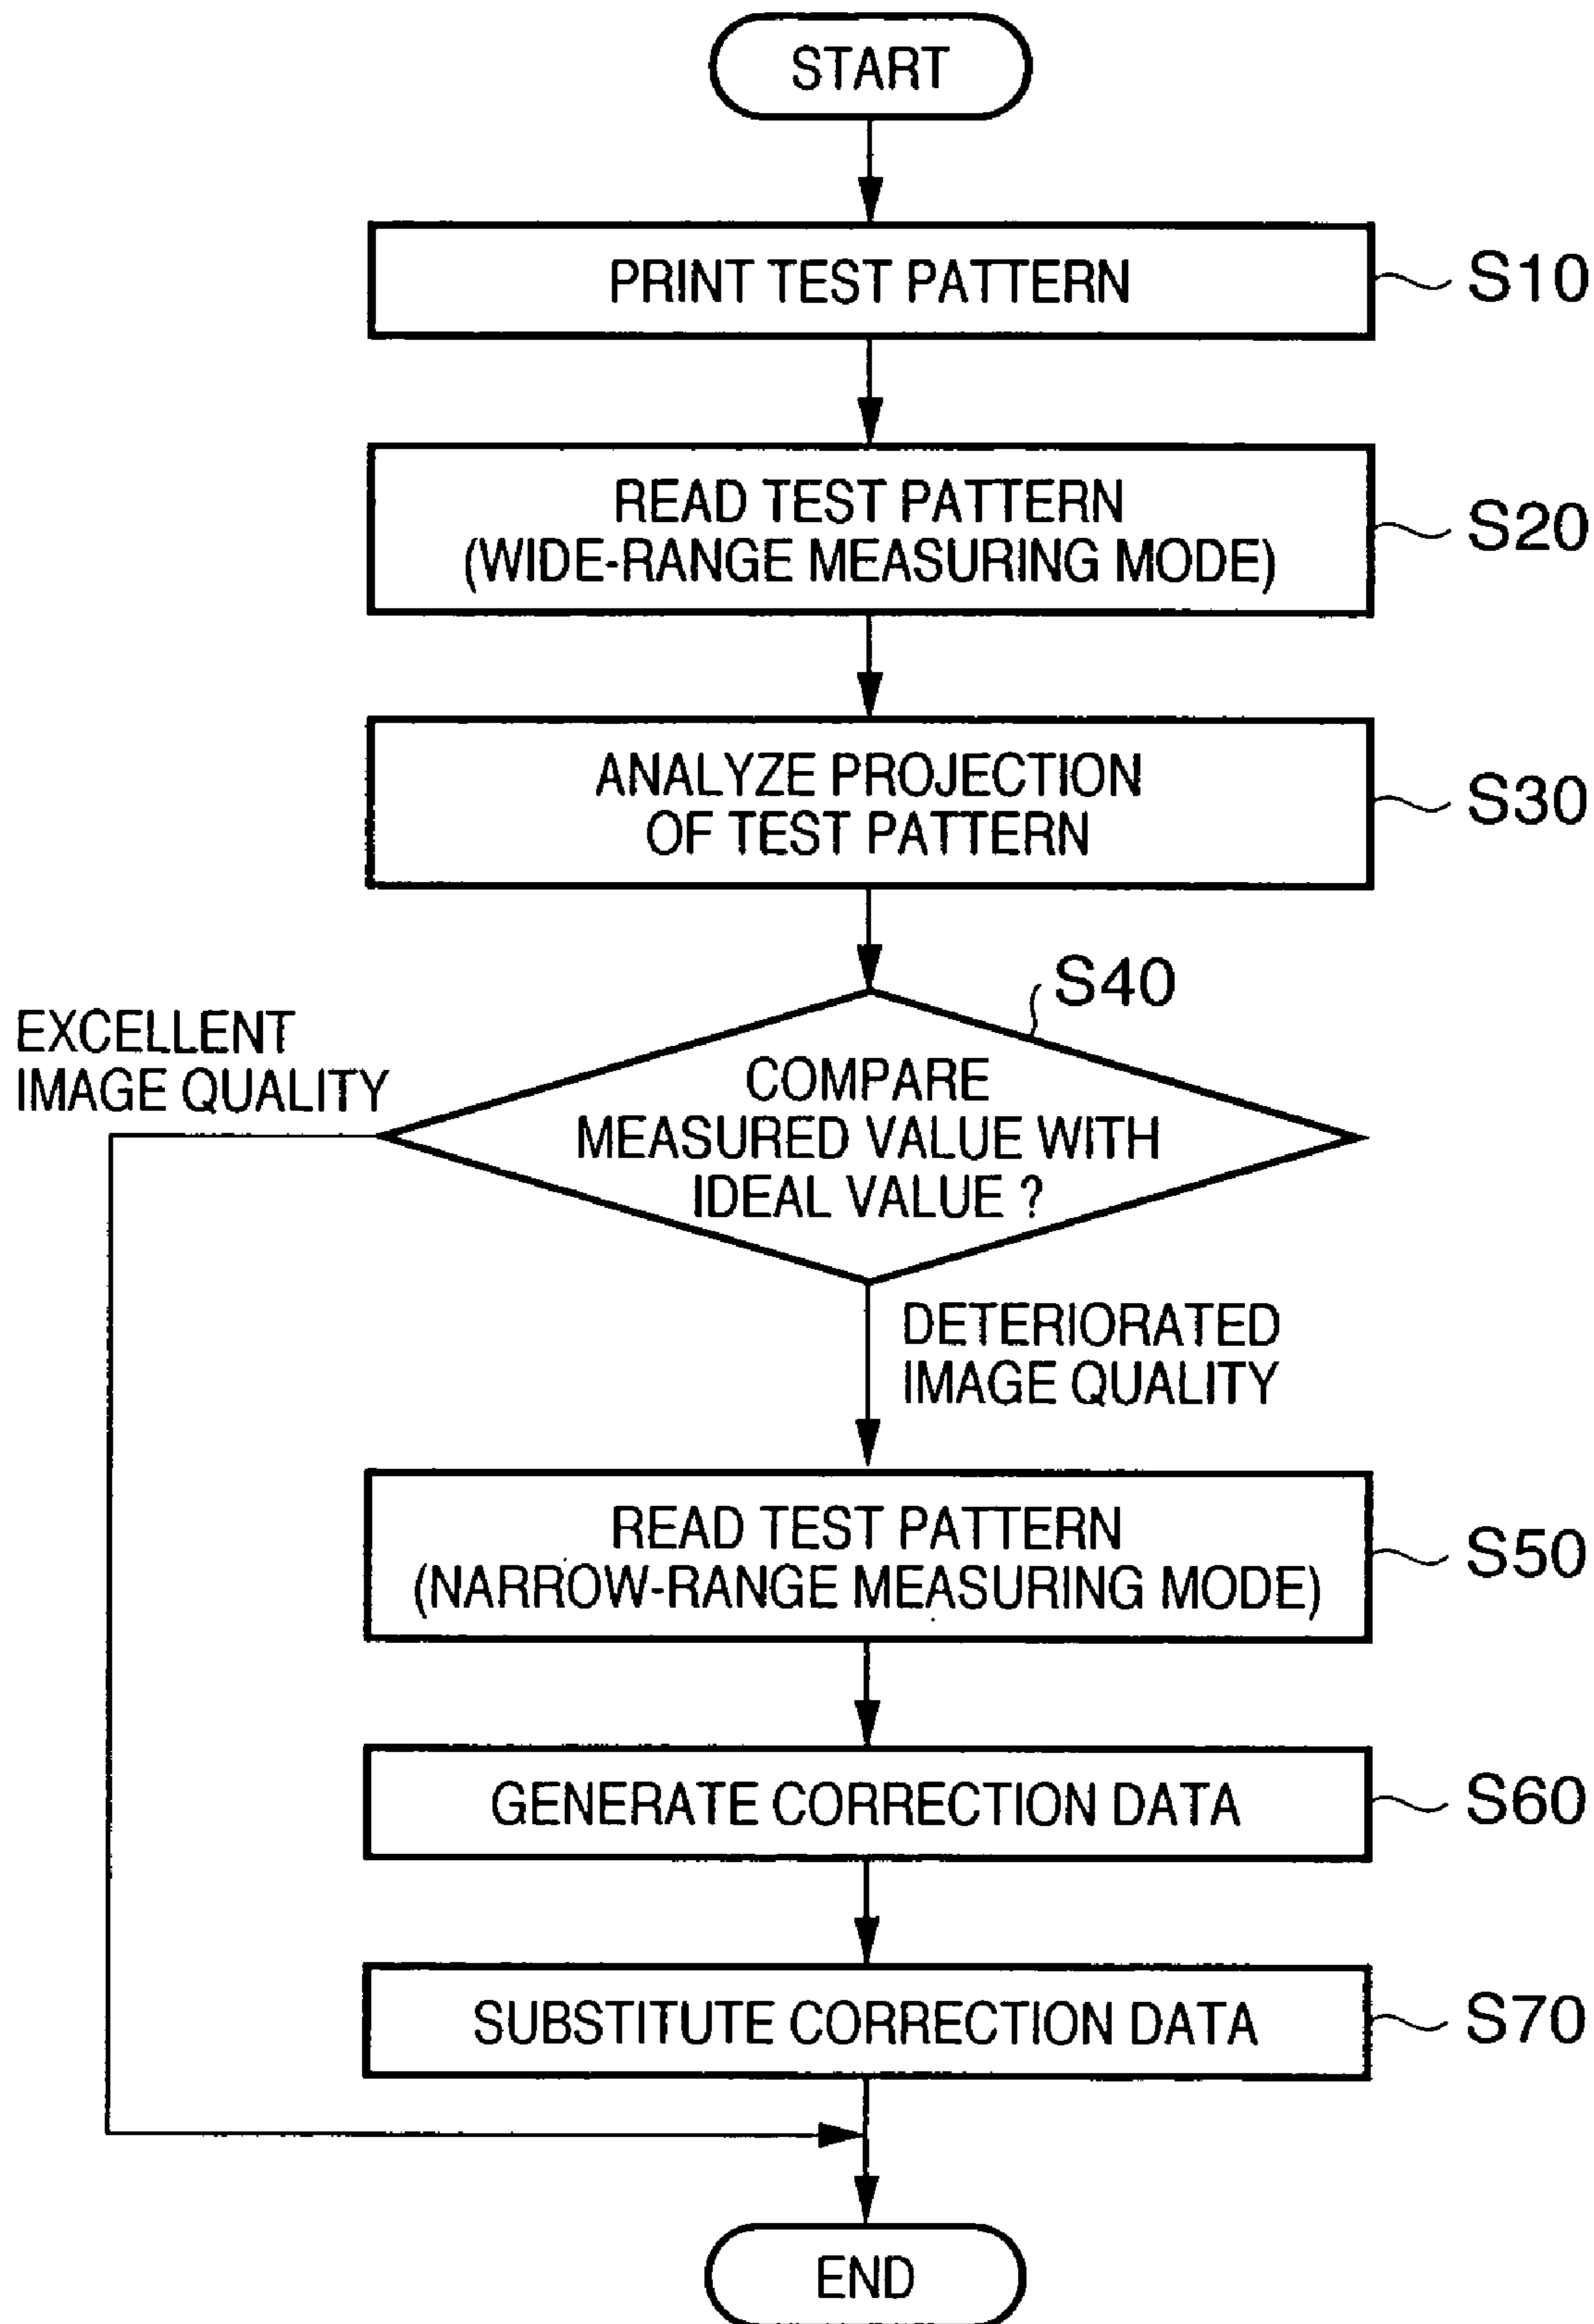 START
PRINT TEST PATTERN
S10
READ TEST PATTERN
(WIDE-RANGE MEASURING MODE)
S20
ANALYZE PROJECTION
OF TEST PATTERN
S30
S40
EXCELLENT
IMAGE QUALITY
COMPARE
MEASURED VALUE WITH
IDEAL VALUE ?
DETERIORATED
IMAGE QUALITY
READ TEST PATTERN
(NARROW-RANGE MEASURING MODE)
S50
GENERATE CORRECTION DATA
S60
SUBSTITUTE CORRECTION DATA
S70
END